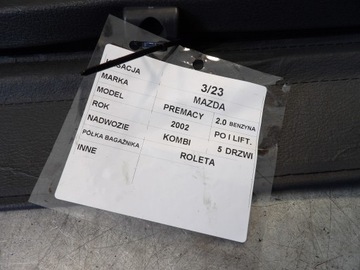 3/23
MARKA MAZDA
MODEL PREMACY 2.0 BENZYNA
ROK 2002 PO I LIFT.
NADWOZIE KOMBI 5 DRZWI
PÓŁKA BAGAŻNIKA ROLETA
INNE